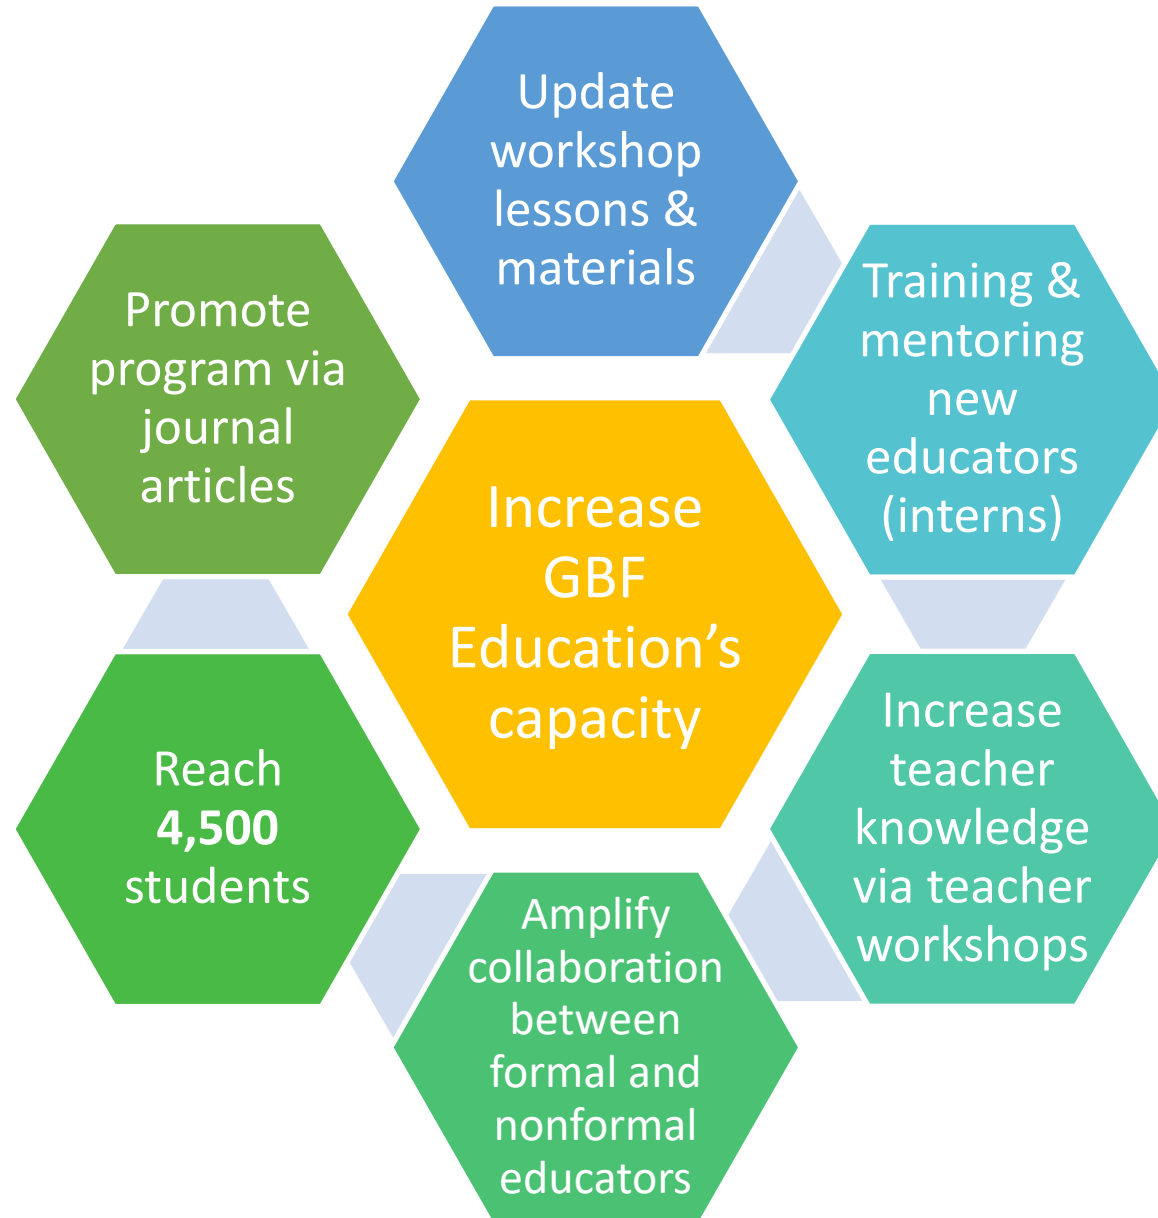 Update
workshop
lessons &
materials
Training &
mentoring
new
educators
(interns)
Increase
teacher
knowledge
via teacher
workshops
Amplify
collaboration
between
formal and
nonformal
educators
Reach
4,500
students
Promote
program via
journal
articles
Increase
GBF
Education’s
capacity